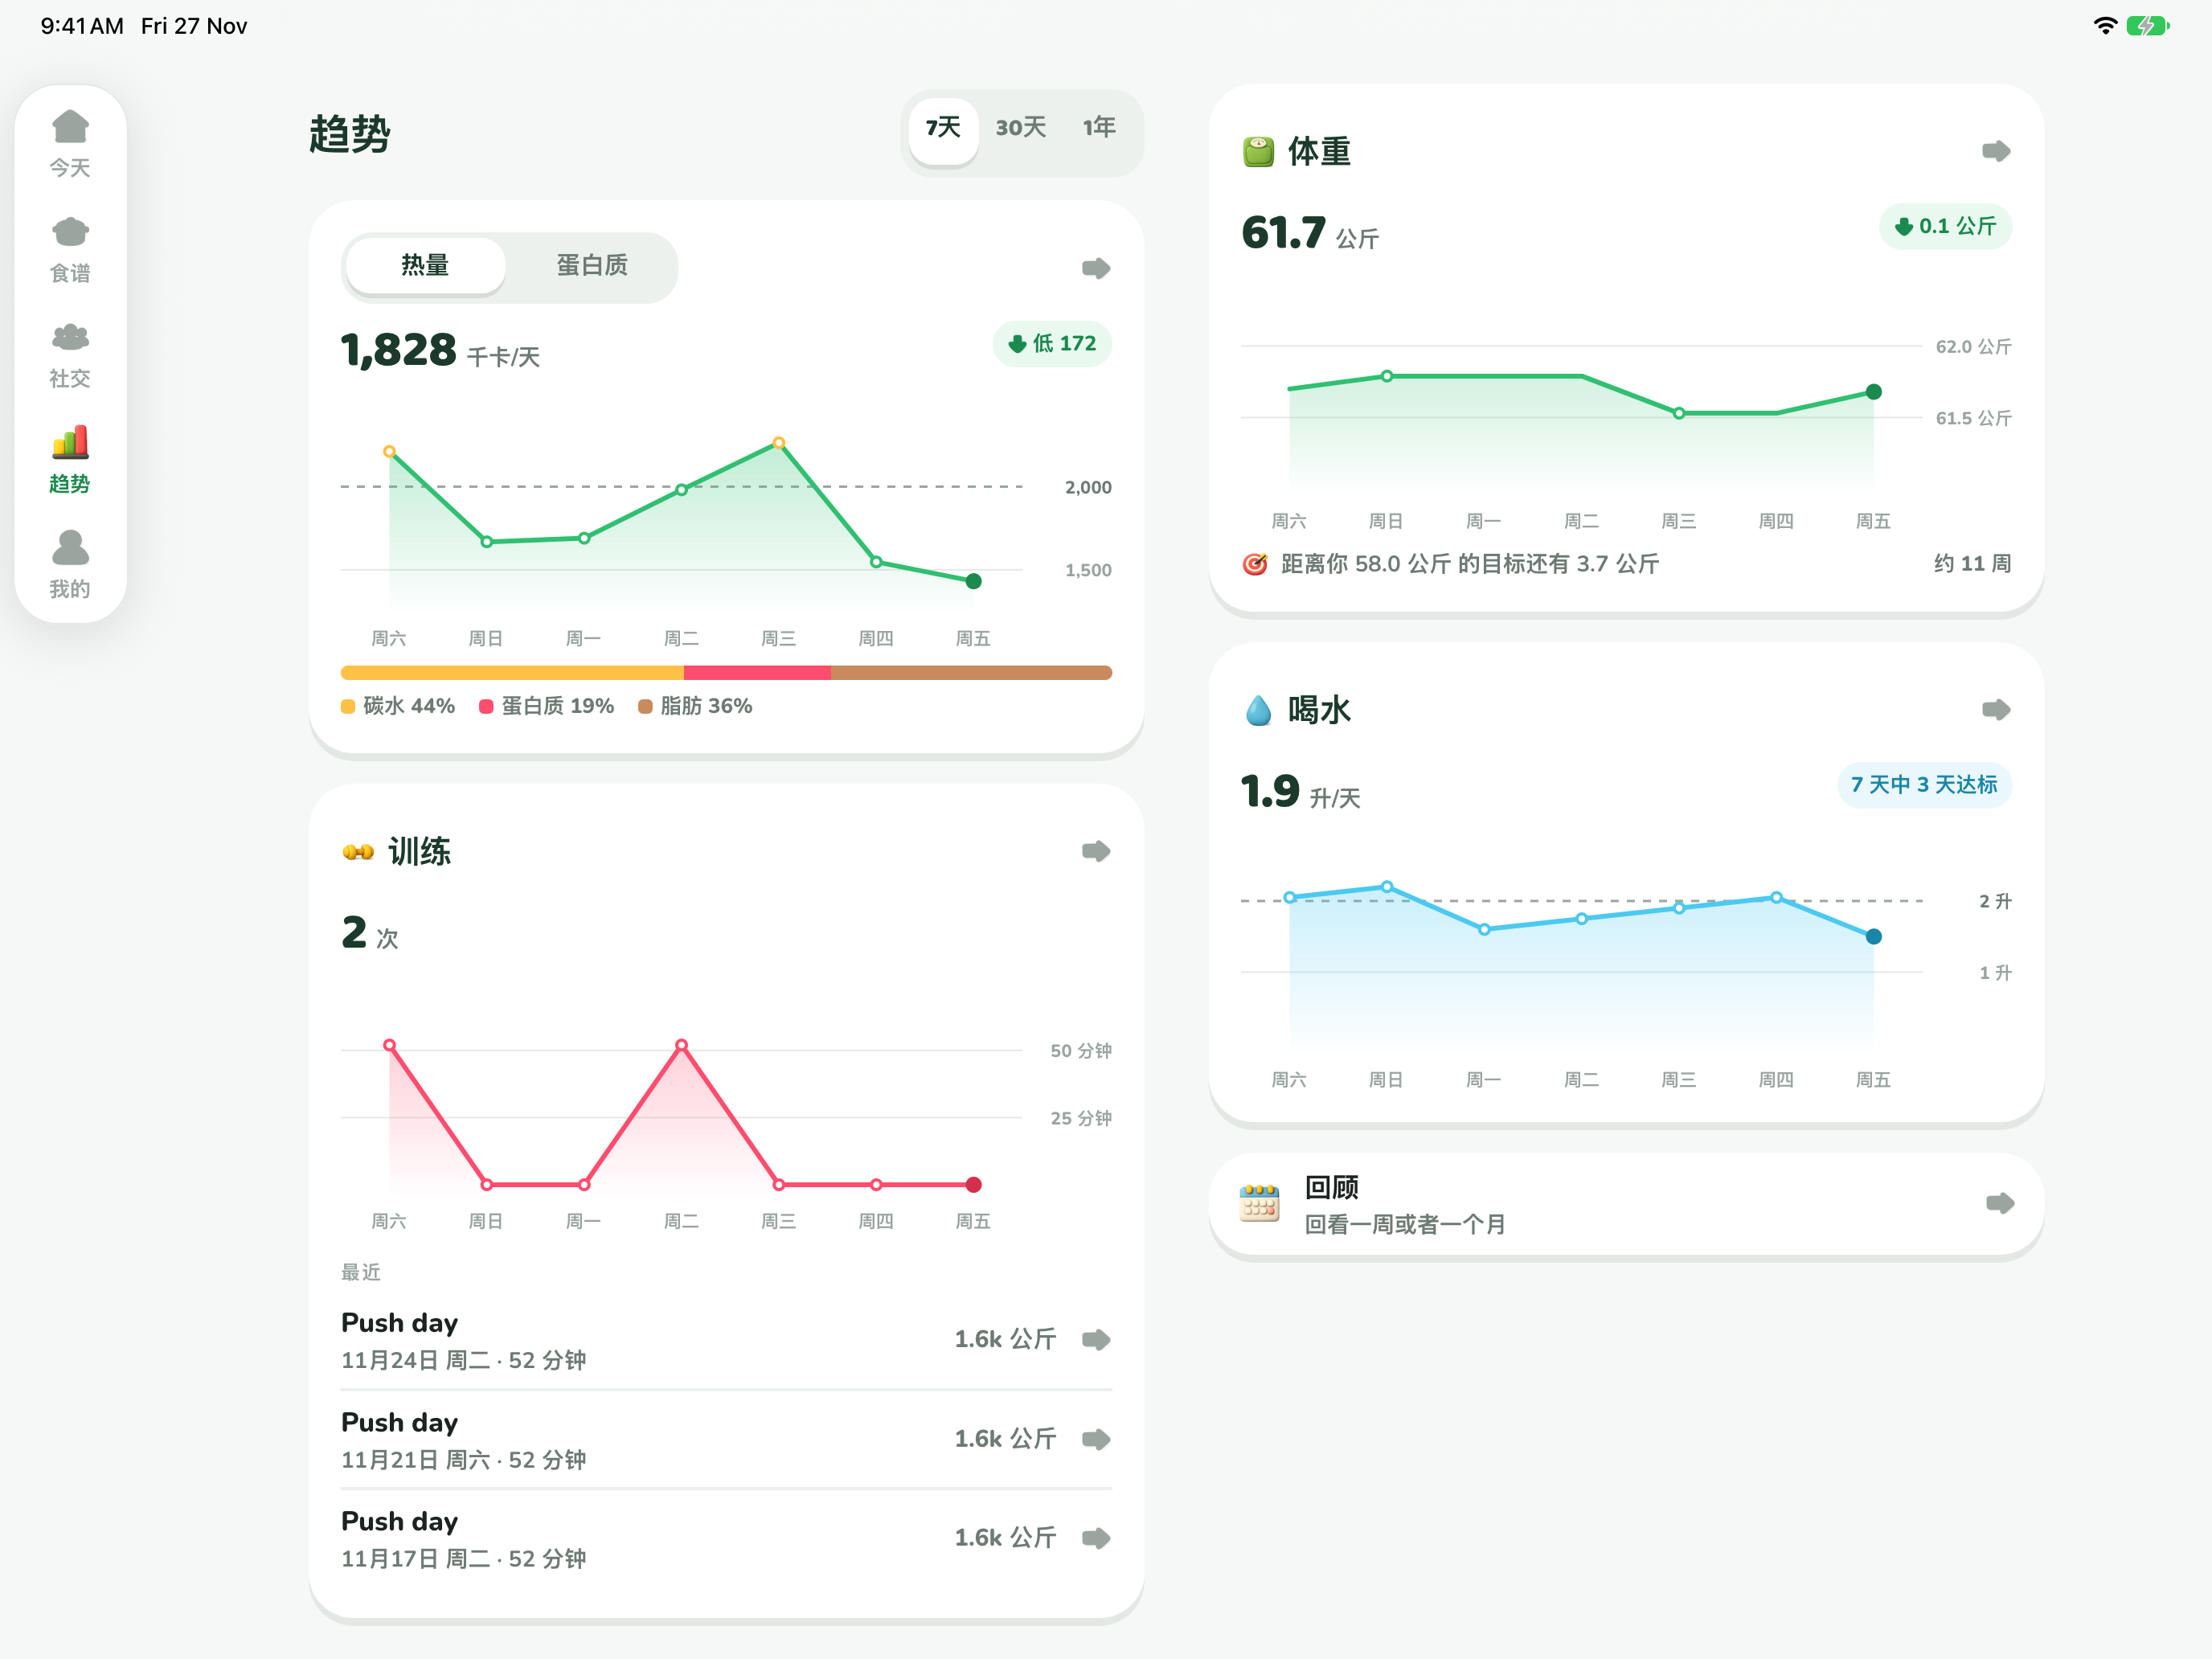 9:41 AM Fri 27 Nov
今天
食谱
社交
趋势
我的
趋势
7天 30天 1年
热量 蛋白质
1,828 千卡/天
低 172
2,000
1,500
周六 周日 周一 周二 周三 周四 周五
碳水 44% 蛋白质 19% 脂肪 36%
训练
2 次
50 分钟
25 分钟
周六 周日 周一 周二 周三 周四 周五
最近
Push day
11月24日 周二 · 52 分钟
1.6k 公斤
Push day
11月21日 周六 · 52 分钟
1.6k 公斤
Push day
11月17日 周二 · 52 分钟
1.6k 公斤
体重
61.7 公斤
0.1 公斤
62.0 公斤
61.5 公斤
周六 周日 周一 周二 周三 周四 周五
距离你 58.0 公斤 的目标还有 3.7 公斤
约 11 周
喝水
1.9 升/天
7 天中 3 天达标
2 升
1 升
周六 周日 周一 周二 周三 周四 周五
回顾
回看一周或者一个月